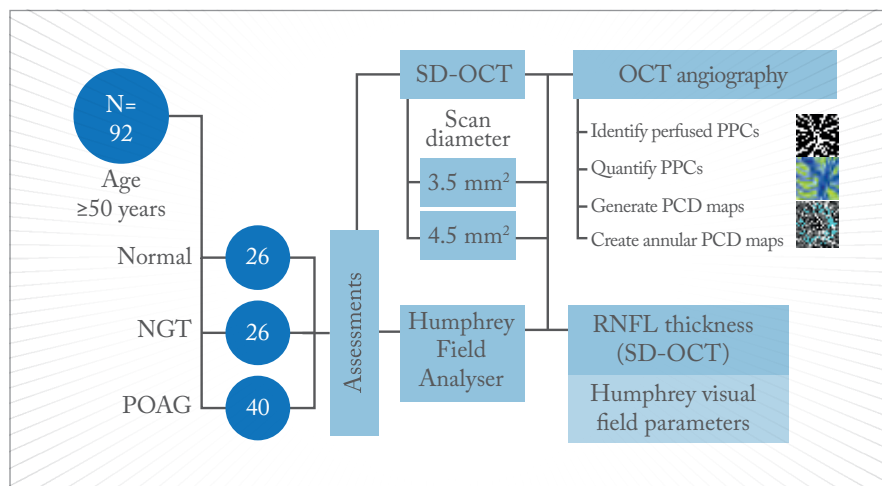 N=
92
Age
≥50 years
Normal
26
NGT
26
POAG
40
Assessments
SD-OCT
Scan
diameter
3.5 mm²
4.5 mm²
Humphrey
Field
Analyser
OCT angiography
Identify perfused PPCs
Quantify PPCs
Generate PCD maps
Create annular PCD maps
RNFL thickness
(SD-OCT)
Humphrey visual
field parameters